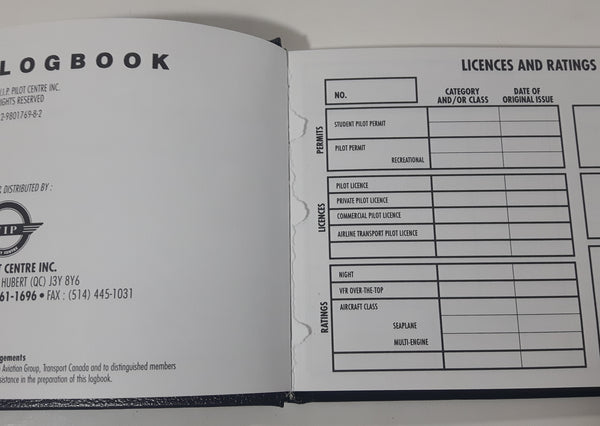 LOGBOOK
.I.P. PILOT CENTRE INC.
IGHTS RESERVED
2-9801769-8-2
& DISTRIBUTED BY :
VIP
T CENTRE INC.
HUBERT (QC) J3Y 8Y6
61-1696 • FAX : (514) 445-1031
gements
Aviation Group, Transport Canada and to distinguished members
sistance in the preparation of this logbook.
LICENCES AND RATINGS
NO.
CATEGORY
AND/OR CLASS
DATE OF
ORIGINAL ISSUE
PERMITS
STUDENT PILOT PERMIT
PILOT PERMIT
RECREATIONAL
LICENCES
PILOT LICENCE
PRIVATE PILOT LICENCE
COMMERCIAL PILOT LICENCE
AIRLINE TRANSPORT PILOT LICENCE
RATINGS
NIGHT
VFR OVER-THE-TOP
AIRCRAFT CLASS
SEAPLANE
MULTI-ENGINE